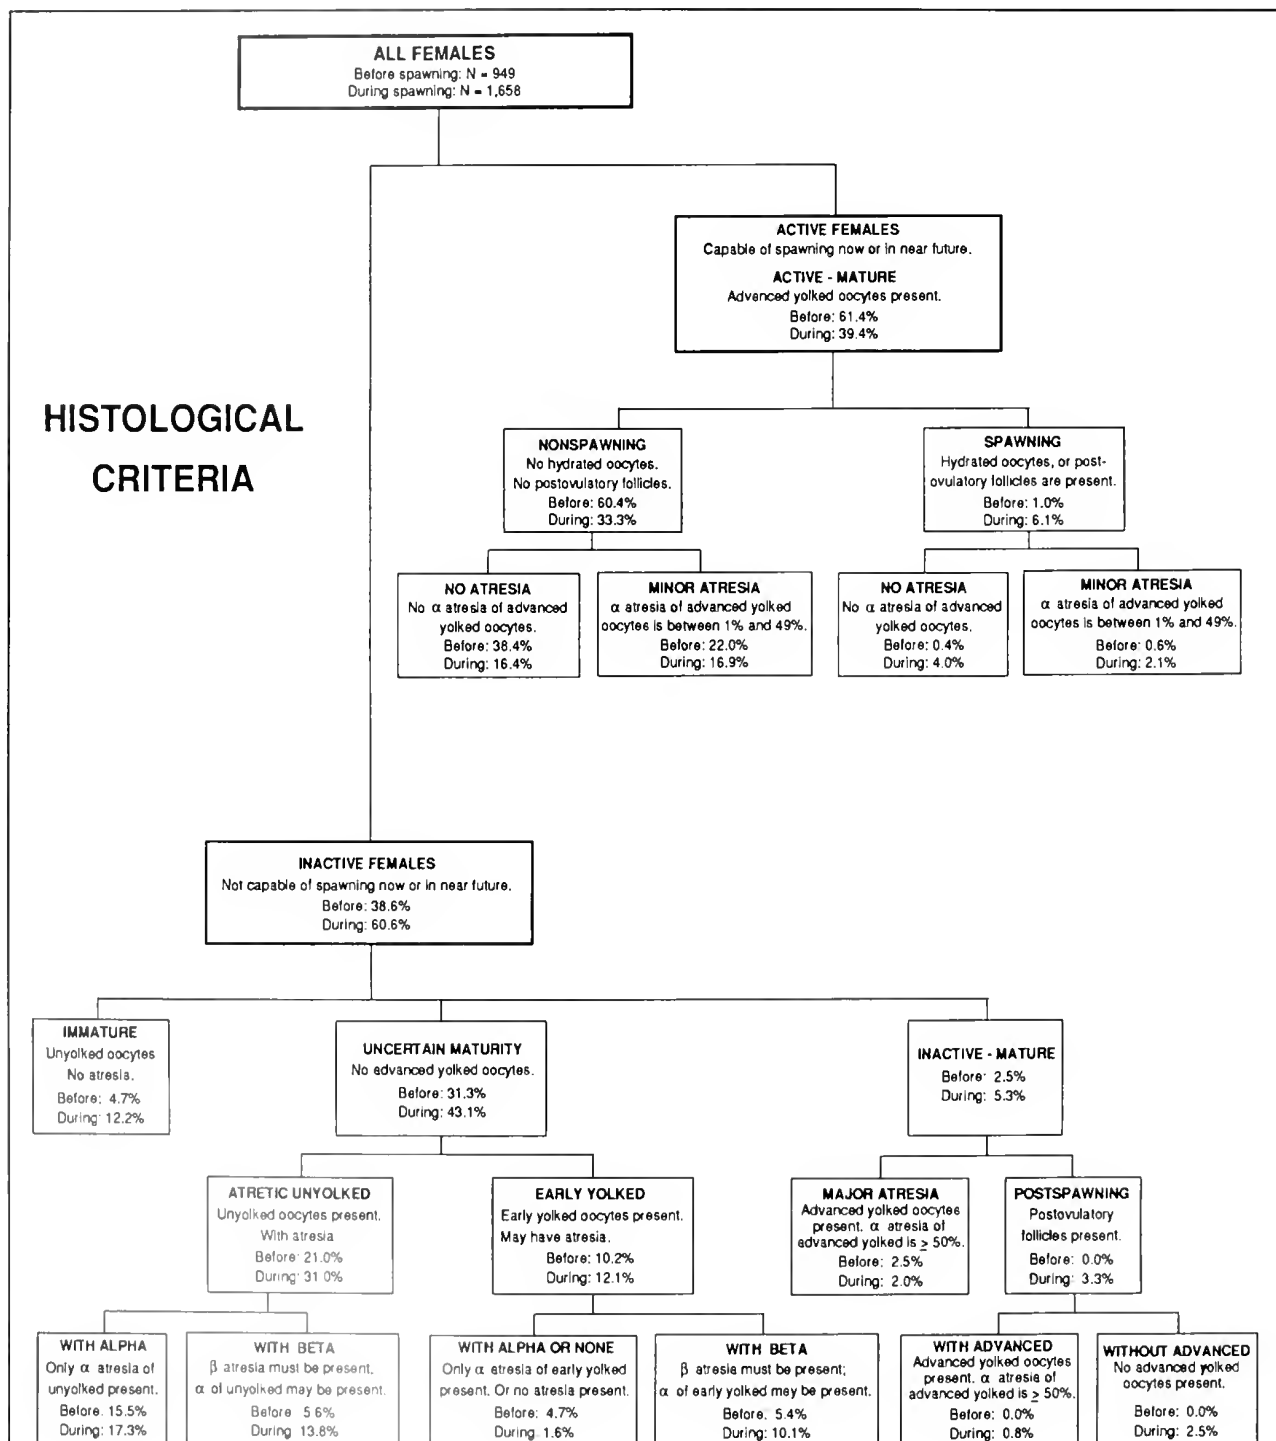 ALL FEMALES
Before spawning: N = 949
During spawning: N = 1,658
ACTIVE FEMALES
Capable of spawning now or in near future.
ACTIVE - MATURE
Advanced yolked oocytes present.
Before: 61.4%
During: 39.4%
HISTOLOGICAL
CRITERIA
NONSPAWNING
No hydrated oocytes.
No postovulatory follicles.
Before: 60.4%
During: 33.3%
SPAWNING
Hydrated oocytes, or post-
ovulatory follicles are present.
Before: 1.0%
During: 6.1%
NO ATRESIA
No α atresia of advanced
yolked oocytes.
Before: 38.4%
During: 16.4%
MINOR ATRESIA
α atresia of advanced yolked
oocytes is between 1% and 49%.
Before: 22.0%
During: 16.9%
NO ATRESIA
No α atresia of advanced
yolked oocytes.
Before: 0.4%
During: 4.0%
MINOR ATRESIA
α atresia of advanced yolked
oocytes is between 1% and 49%.
Before: 0.6%
During: 2.1%
INACTIVE FEMALES
Not capable of spawning now or in near future.
Before: 38.6%
During: 60.6%
IMMATURE
Unyolked oocytes
No atresia.
Before: 4.7%
During: 12.2%
UNCERTAIN MATURITY
No advanced yolked oocytes.
Before: 31.3%
During: 43.1%
INACTIVE - MATURE
Before: 2.5%
During: 5.3%
ATRETIC UNYOLKED
Unyolked oocytes present.
With atresia
Before: 21.0%
During: 31.0%
EARLY YOLKED
Early yolked oocytes present.
May have atresia.
Before: 10.2%
During: 12.1%
MAJOR ATRESIA
Advanced yolked oocytes
present. α atresia of
advanced yolked is ≥ 50%.
Before: 2.5%
During: 2.0%
POSTSPAWNING
Postovulatory
follicles present.
Before: 0.0%
During: 3.3%
WITH ALPHA
Only α atresia of
unyolked present.
Before. 15.5%
During: 17.3%
WITH BETA
β atresia must be present,
α of unyolked may be present.
Before 5.6%
During 13.8%
WITH ALPHA OR NONE
Only α atresia of early yolked
present. Or no atresia present.
Before: 4.7%
During: 1.6%
WITH BETA
β atresia must be present;
α of early yolked may be present.
Before: 5.4%
During: 10.1%
WITH ADVANCED
Advanced yolked oocytes
present. α atresia of
advanced yolked is ≥ 50%.
Before: 0.0%
During: 0.8%
WITHOUT ADVANCED
No advanced yolked
oocytes present.
Before: 0.0%
During: 2.5%